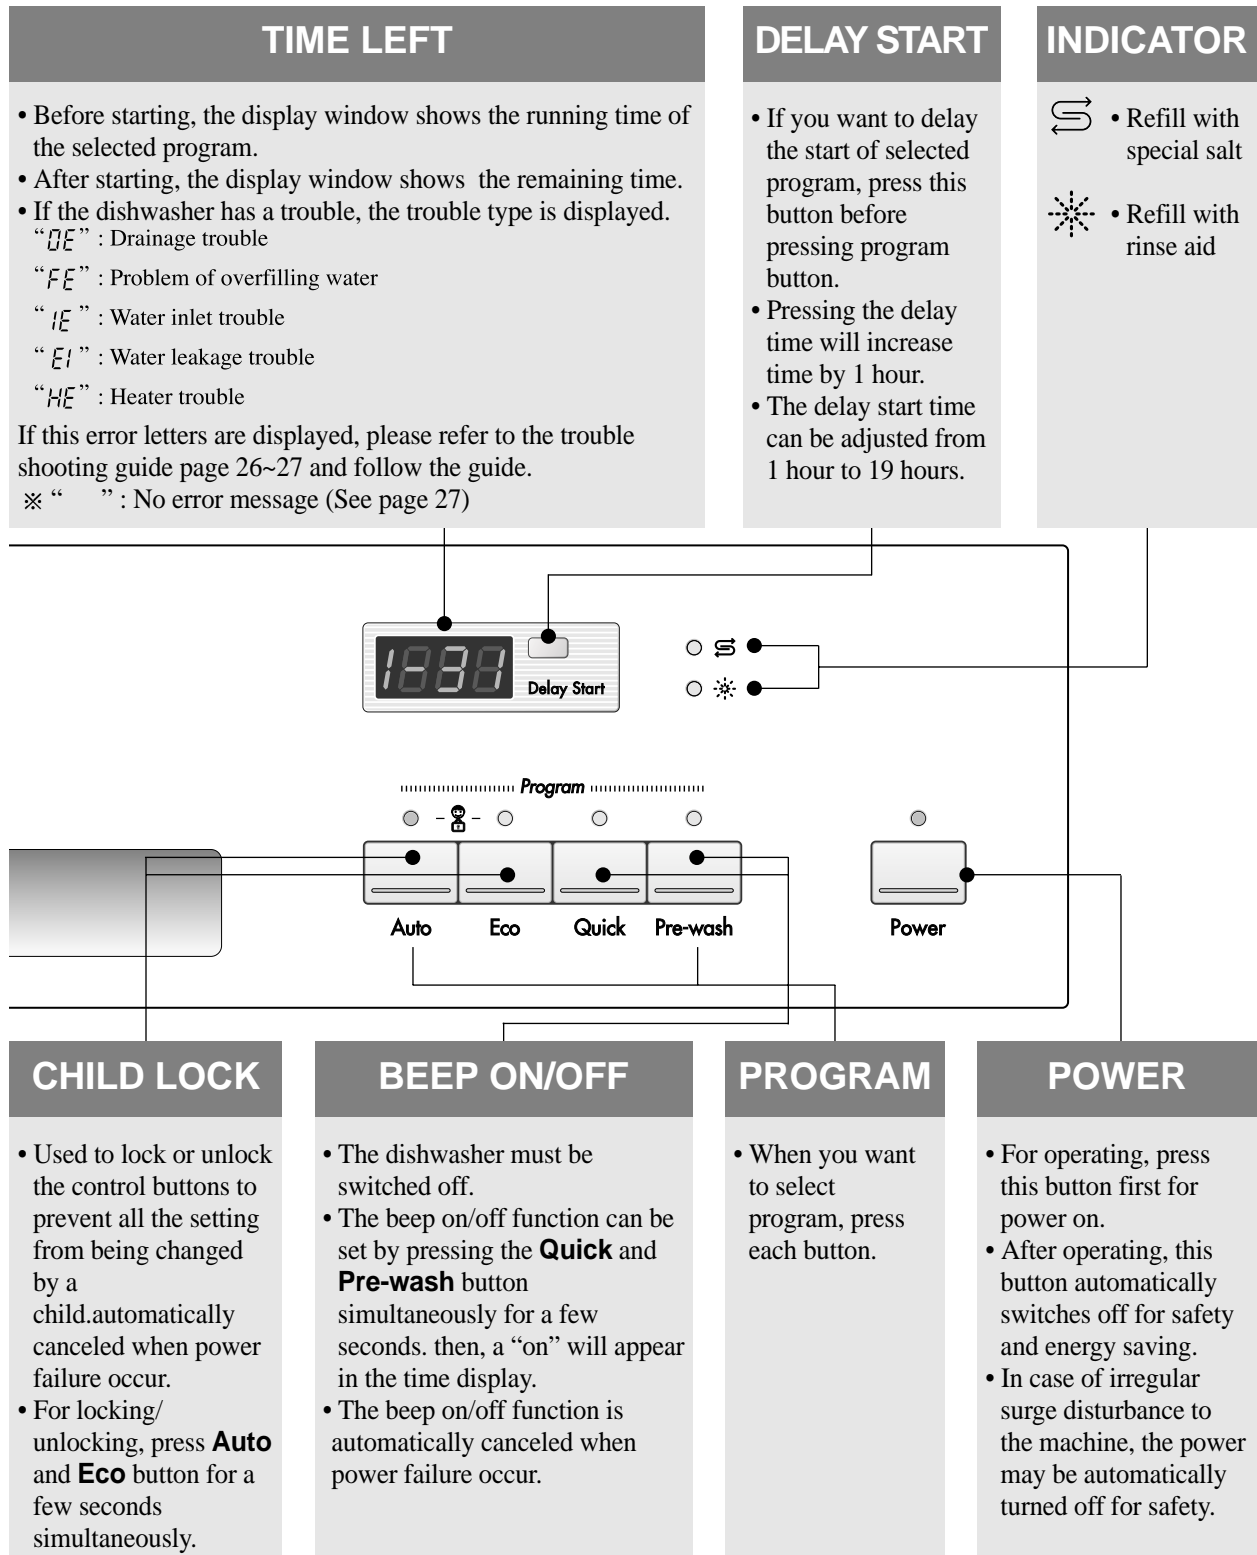 TIME LEFT
• Before starting, the display window shows the running time of
the selected program.
• After starting, the display window shows  the remaining time.
• If the dishwasher has a trouble, the trouble type is displayed.
“OE” : Drainage trouble
“FE” : Problem of overfilling water
“ IE ” : Water inlet trouble
“ E1 ” : Water leakage trouble
“HE” : Heater trouble
If this error letters are displayed, please refer to the trouble
shooting guide page 26~27 and follow the guide.
※ “     ” : No error message (See page 27)
DELAY START
• If you want to delay
the start of selected
program, press this
button before
pressing program
button.
• Pressing the delay
time will increase
time by 1 hour.
• The delay start time
can be adjusted from
1 hour to 19 hours.
INDICATOR
• Refill with
special salt
• Refill with
rinse aid
1-31
Delay Start
Program
Auto
Eco
Quick
Pre-wash
Power
CHILD LOCK
• Used to lock or unlock
the control buttons to
prevent all the setting
from being changed
by a
child.automatically
canceled when power
failure occur.
• For locking/
unlocking, press Auto
and Eco button for a
few seconds
simultaneously.
BEEP ON/OFF
• The dishwasher must be
switched off.
• The beep on/off function can be
set by pressing the Quick and
Pre-wash button
simultaneously for a few
seconds. then, a “on” will appear
in the time display.
• The beep on/off function is
automatically canceled when
power failure occur.
PROGRAM
• When you want
to select
program, press
each button.
POWER
• For operating, press
this button first for
power on.
• After operating, this
button automatically
switches off for safety
and energy saving.
• In case of irregular
surge disturbance to
the machine, the power
may be automatically
turned off for safety.